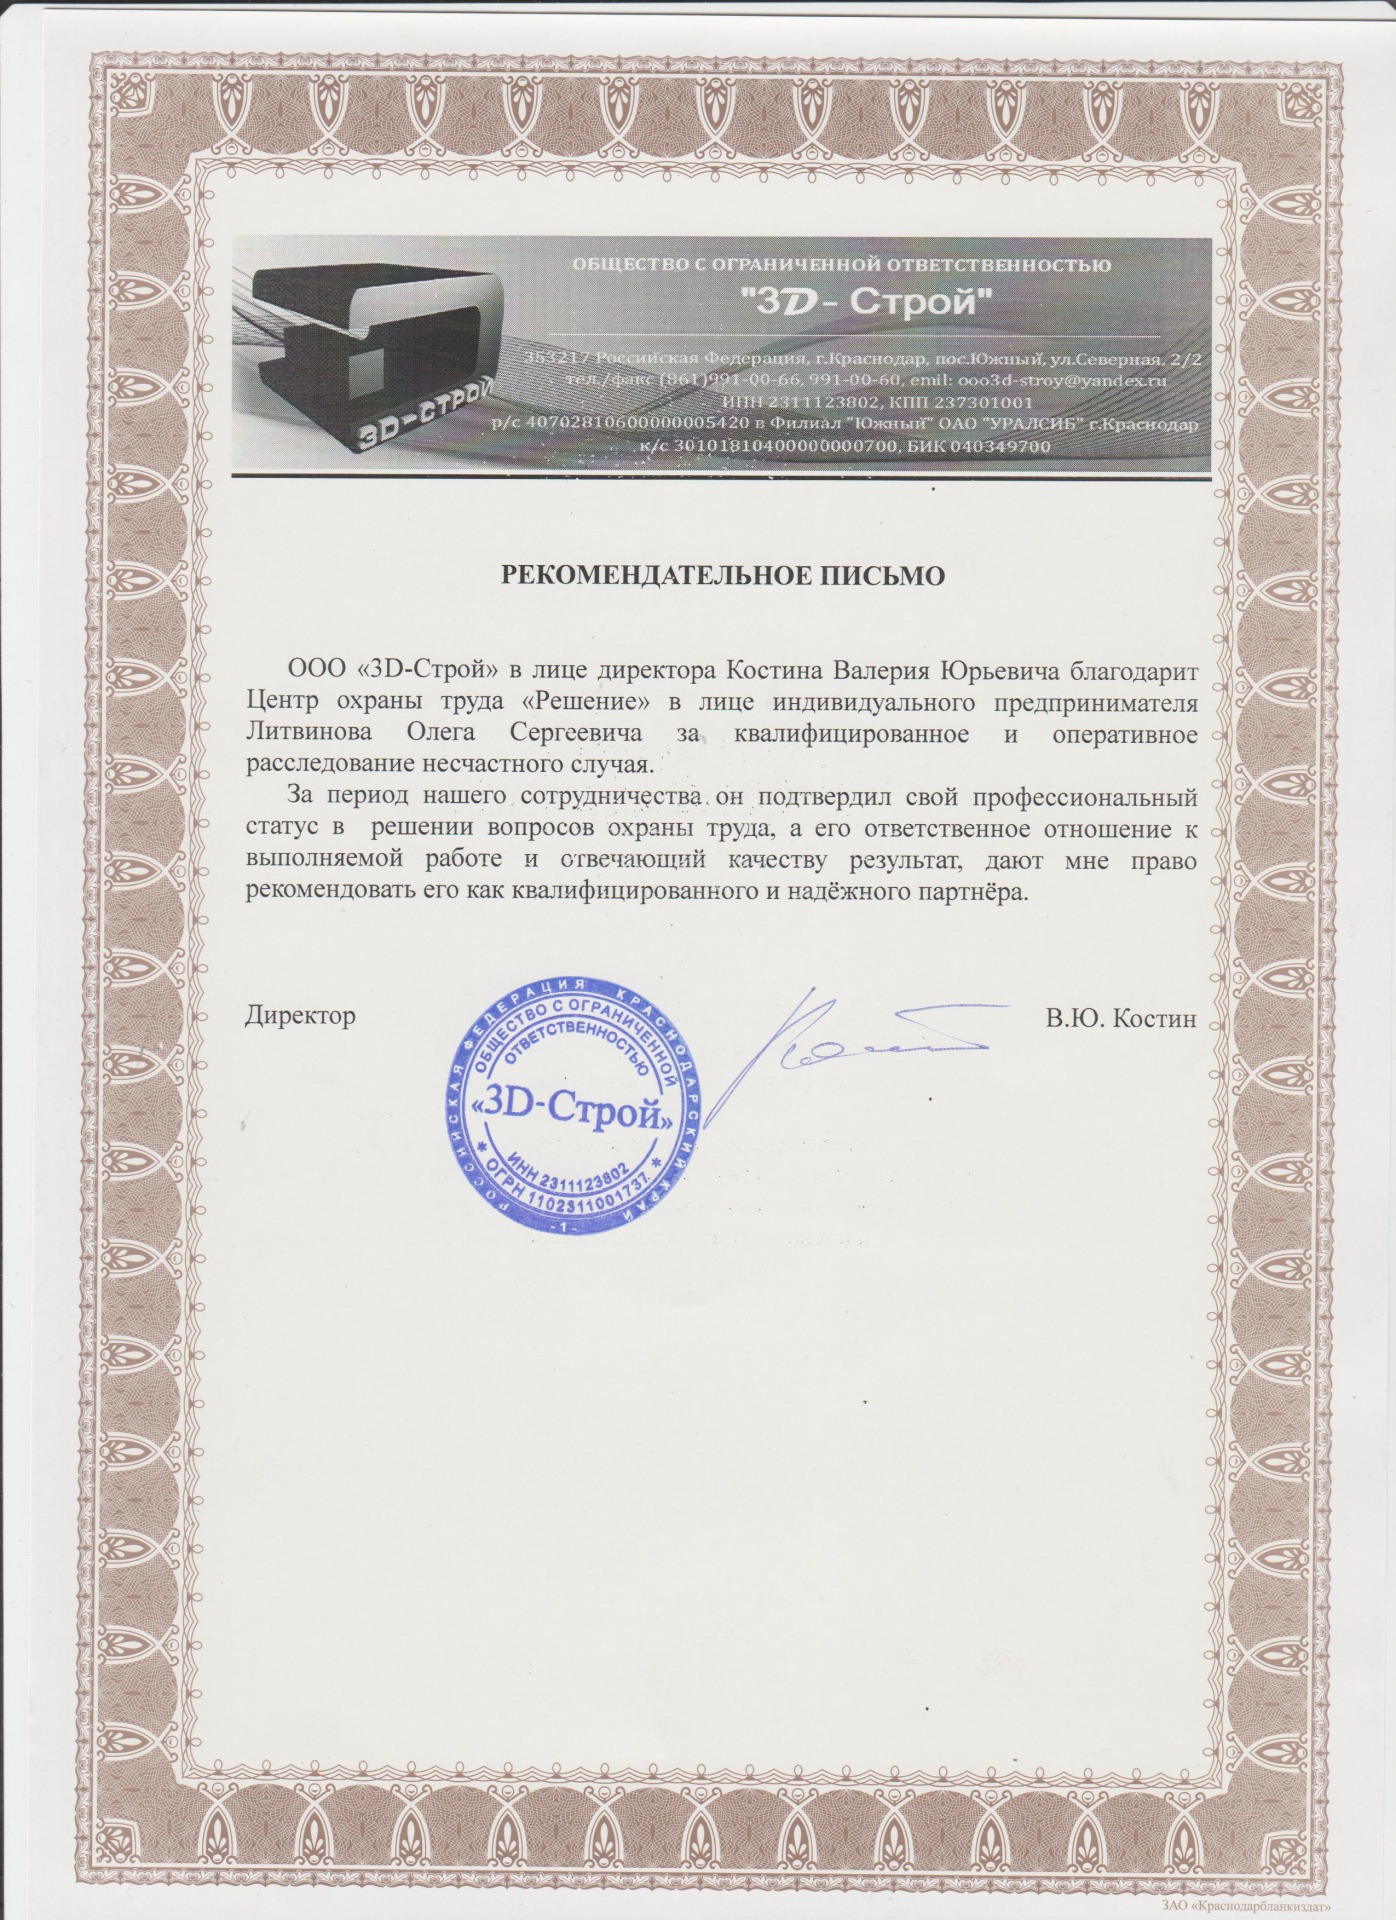 ОБЩЕСТВО С ОГРАНИЧЕННОЙ ОТВЕТСТВЕННОСТЬЮ
"3D- Строй"
353217 Российская Федерация, г.Краснодар, пос.Южный, ул.Северная, 2/2
тел./факс (861)991-00-66, 991-00-60, emil: ooo3d-stroy@yandex.ru
ИНН 2311123802, КПП 237301001
р/с 40702810600000005420 в Филиал "Южный" ОАО "УРАЛСИБ" г.Краснодар
к/с 30101810400000000700, БИК 040349700
3D-СТРОЙ
РЕКОМЕНДАТЕЛЬНОЕ ПИСЬМО
ООО «3D-Строй» в лице директора Костина Валерия Юрьевича благодарит
Центр охраны труда «Решение» в лице индивидуального предпринимателя
Литвинова Олега Сергеевича за квалифицированное и оперативное
расследование несчастного случая.
За период нашего сотрудничества он подтвердил свой профессиональный
статус в решении вопросов охраны труда, а его ответственное отношение к
выполняемой работе и отвечающий качеству результат, дают мне право
рекомендовать его как квалифицированного и надёжного партнёра.
Директор
В.Ю. Костин
РОССИЙСКАЯ ФЕДЕРАЦИЯ КРАСНОДАРСКИЙ КРАЙ
ОБЩЕСТВО С ОГРАНИЧЕННОЙ
ОТВЕТСТВЕННОСТЬЮ
«3D-Строй»
ИНН 2311123802
* ОГРН 1102311001737 *
-1-
ЗАО «Краснодарбланкиздат»